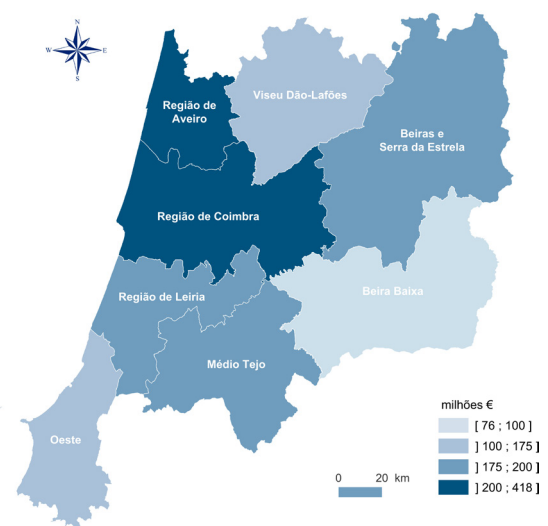 N
W E
S
Região de
Aveiro
Viseu Dão-Lafões
Beiras e
Serra da Estrela
Região de Coimbra
Região de Leiria
Beira Baixa
Médio Tejo
Oeste
milhões €
[ 76 ; 100 ]
] 100 ; 175 ]
] 175 ; 200 ]
] 200 ; 418 ]
0 20 km